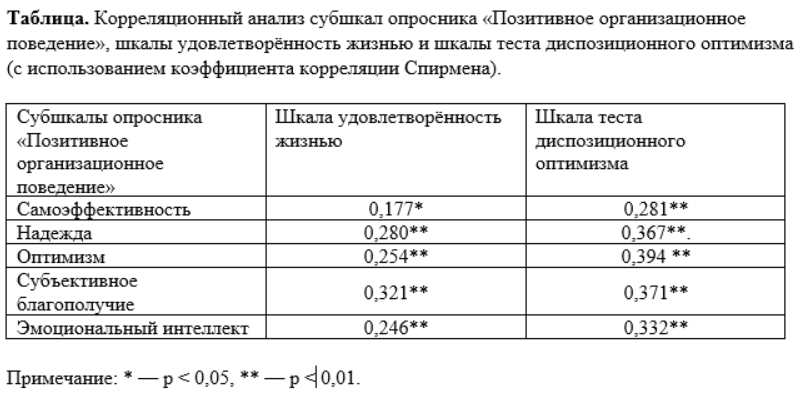 Таблица. Корреляционный анализ субшкал опросника «Позитивное организационное
поведение», шкалы удовлетворённость жизнью и шкалы теста диспозиционного оптимизма
(с использованием коэффициента корреляции Спирмена).
Субшкалы опросника
«Позитивное
организационное
поведение»
Шкала удовлетворённость
жизнью
Шкала теста
диспозиционного
оптимизма
Самоэффективность 0,177* 0,281**
Надежда 0,280** 0,367**.
Оптимизм 0,254** 0,394 **
Субъективное
благополучие
0,321** 0,371**
Эмоциональный интеллект 0,246** 0,332**
Примечание: * — p < 0,05, ** — p < 0,01.